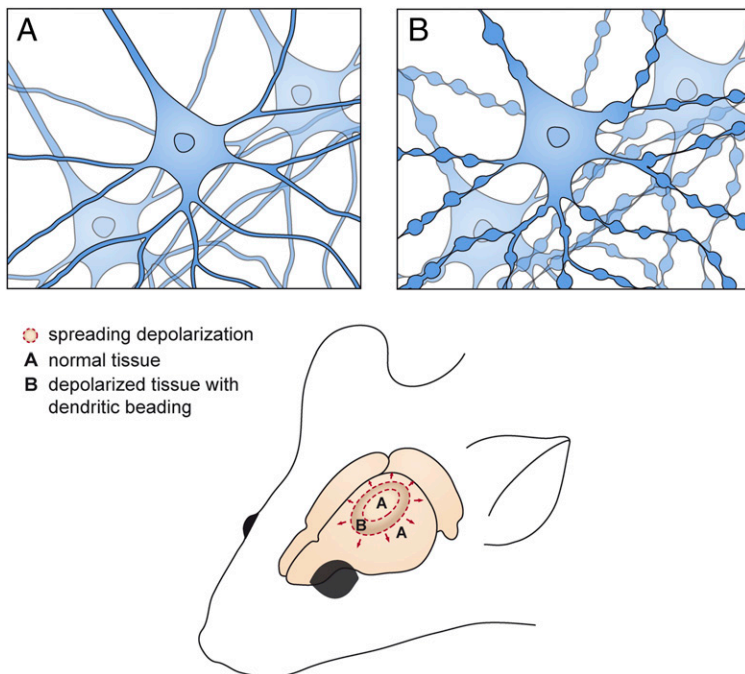 A
B
spreading depolarization
A normal tissue
B depolarized tissue with
dendritic beading
A
B
A